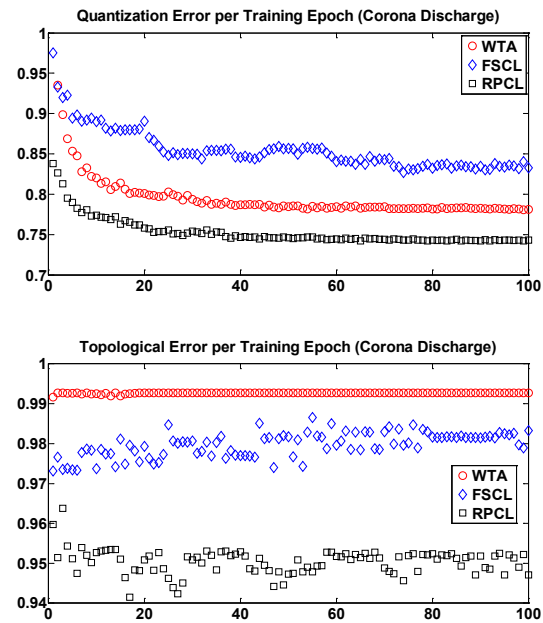 Quantization Error per Training Epoch (Corona Discharge)
1
0.95
0.9
0.85
0.8
0.75
0.7
WTA
FSCL
RPCL
0 20 40 60 80 100
Topological Error per Training Epoch (Corona Discharge)
1
0.99
0.98
0.97
0.96
0.95
0.94
WTA
FSCL
RPCL
0 20 40 60 80 100